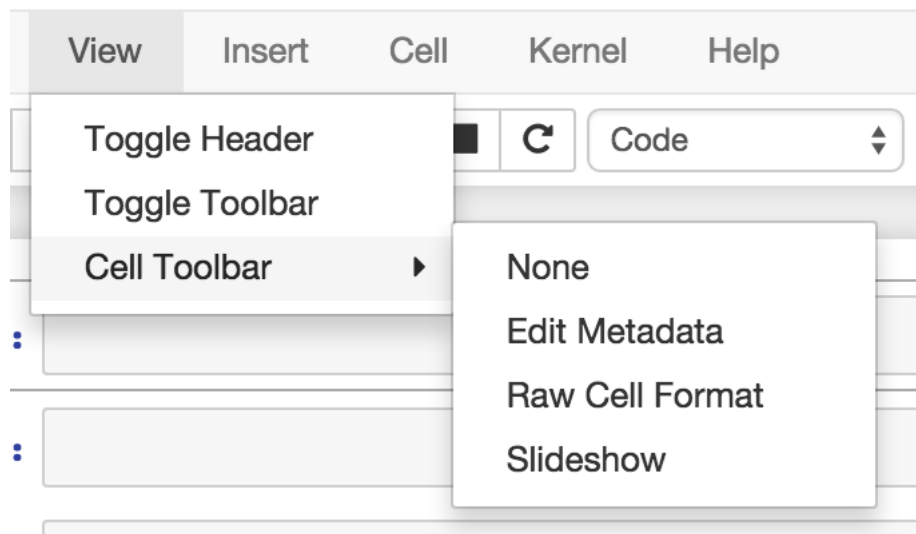 View Insert Cell Kernel Help
Toggle Header
Code
Toggle Toolbar
Cell Toolbar
None
Edit Metadata
Raw Cell Format
Slideshow
:
: